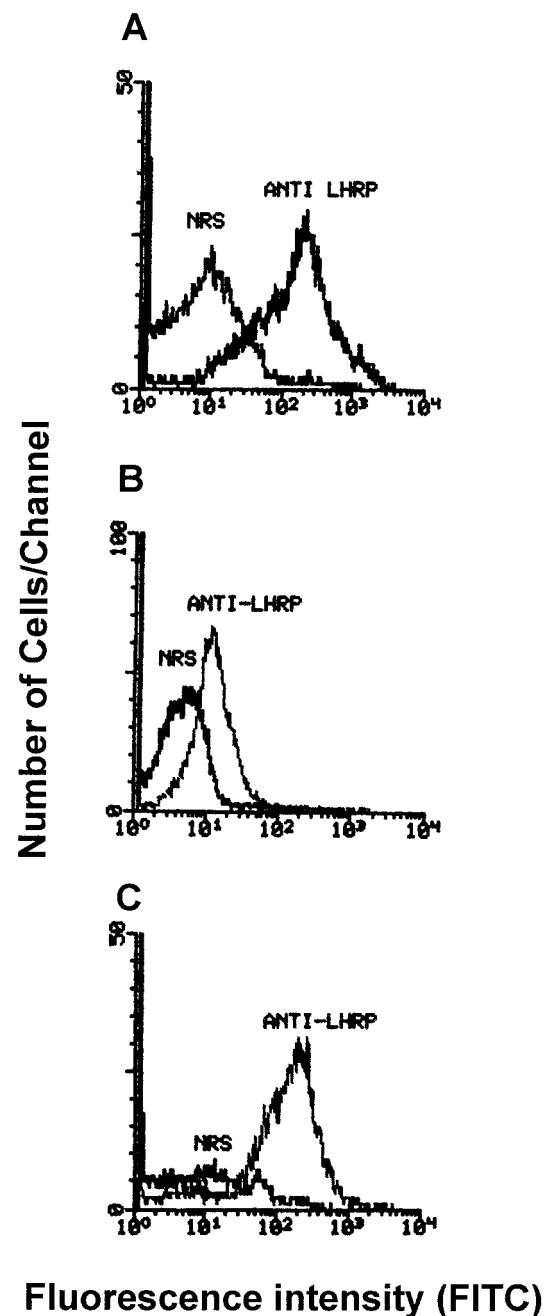 A
50
ANTI LHRP
NRS
0
10⁰ 10¹ 10² 10³ 10⁴
B
100
ANTI-LHRP
NRS
0
10⁰ 10¹ 10² 10³ 10⁴
Number of Cells/Channel
C
50
ANTI-LHRP
NRS
0
10⁰ 10¹ 10² 10³ 10⁴
Fluorescence intensity (FITC)